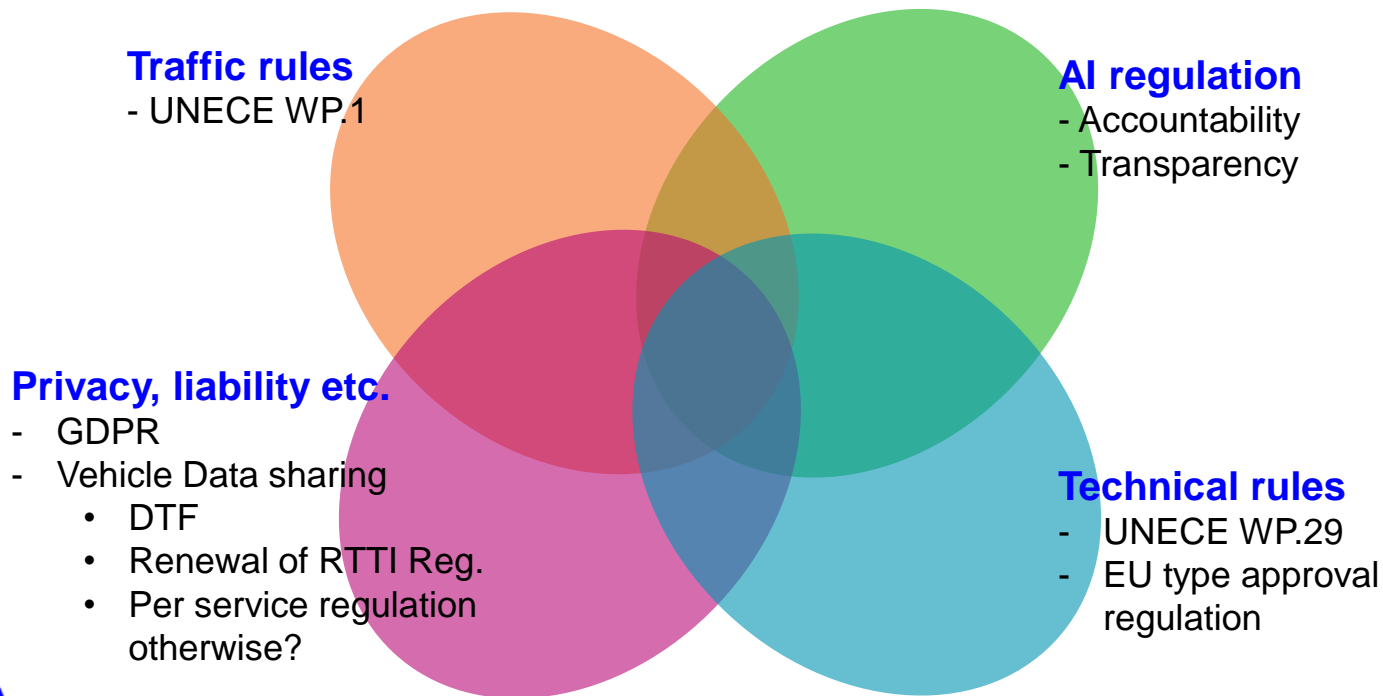 Traffic rules
- UNECE WP.1
AI regulation
- Accountability
- Transparency
Privacy, liability etc.
- GDPR
- Vehicle Data sharing
• DTF
• Renewal of RTTI Reg.
• Per service regulation
otherwise?
Technical rules
- UNECE WP.29
- EU type approval
regulation